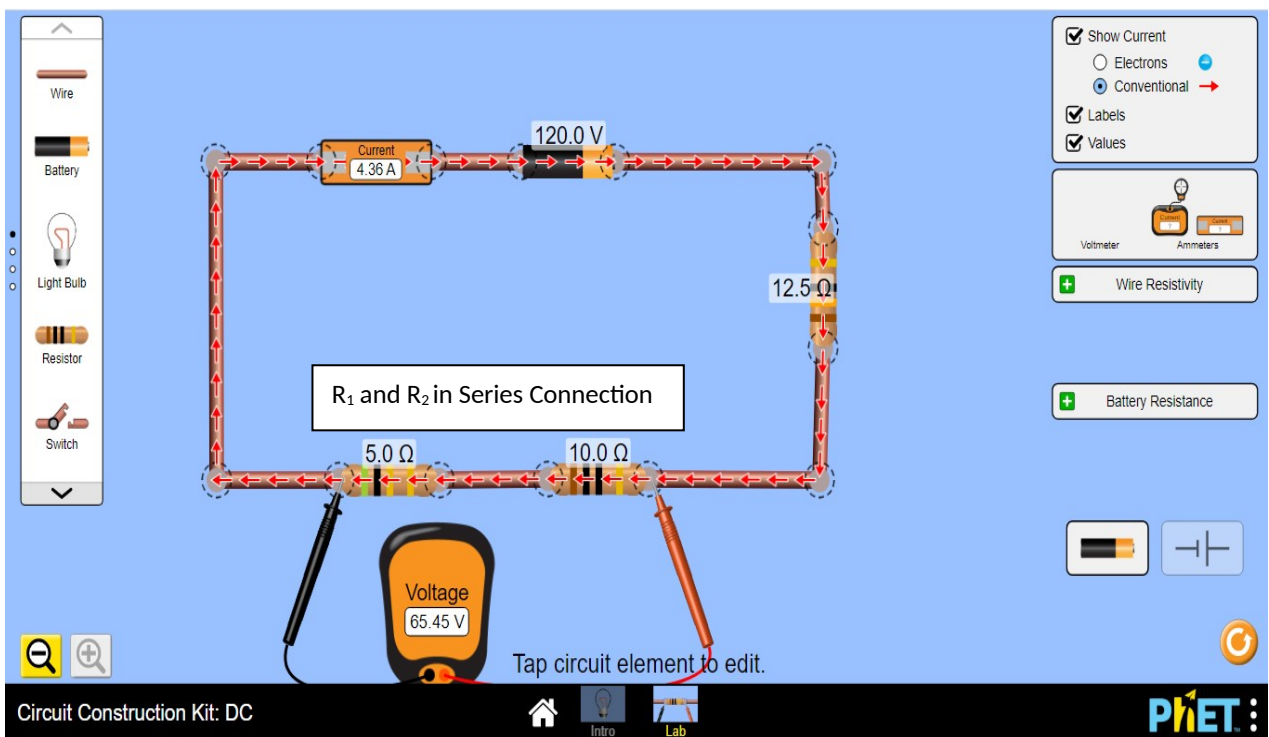 Wire
Battery
Light Bulb
Resistor
Switch
Current
4.36 A
120.0 V
12.5 Ω
R₁ and R₂ in Series Connection
5.0 Ω
10.0 Ω
Voltage
65.45 V
Tap circuit element to edit.
Show Current
Electrons
Conventional
Labels
Values
Current
?
Current
?
Voltmeter
Ammeters
Wire Resistivity
Battery Resistance
Circuit Construction Kit: DC
Intro
Lab
PhET